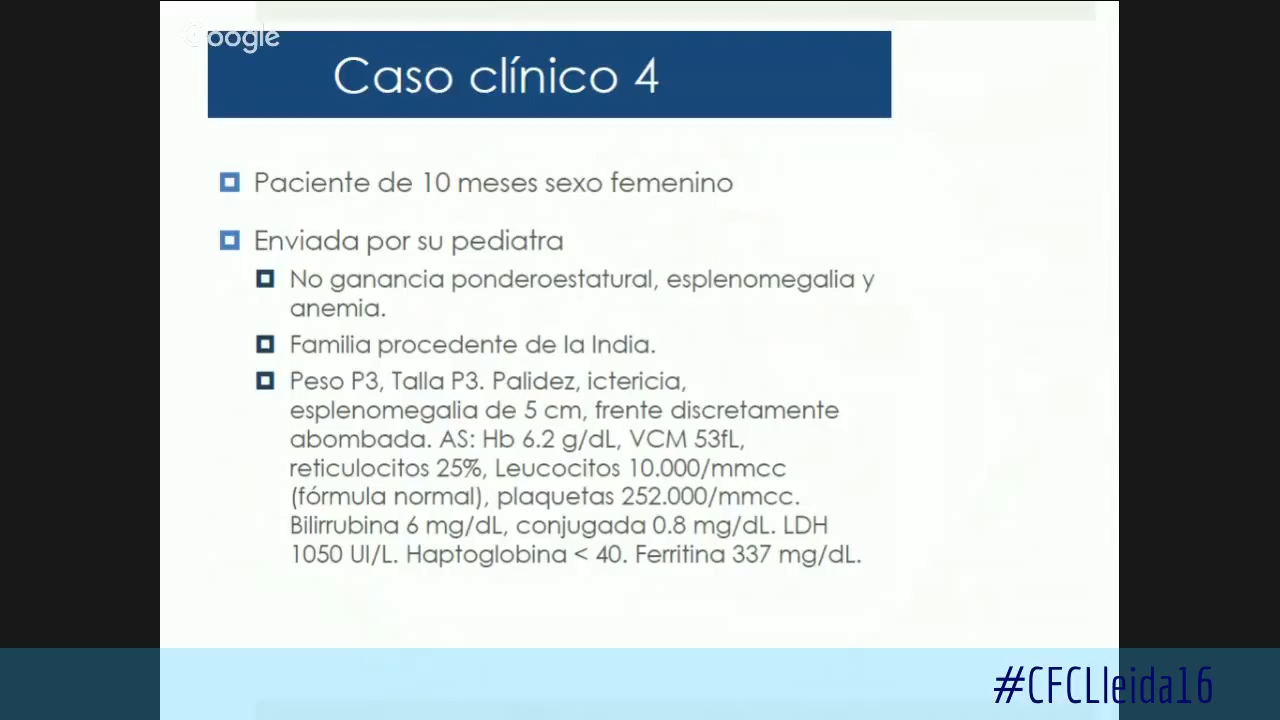 Google
Caso clínico 4
Paciente de 10 meses sexo femenino
Enviada por su pediatra
No ganancia ponderoestatural, esplenomegalia y
anemia.
Familia procedente de la India.
Peso P3, Talla P3. Palidez, ictericia,
esplenomegalia de 5 cm, frente discretamente
abombada. AS: Hb 6.2 g/dL, VCM 53fL,
reticulocitos 25%, Leucocitos 10.000/mmcc
(fórmula normal), plaquetas 252.000/mmcc.
Bilirrubina 6 mg/dL, conjugada 0.8 mg/dL. LDH
1050 UI/L. Haptoglobina < 40. Ferritina 337 mg/dL.
#CFCLleida16